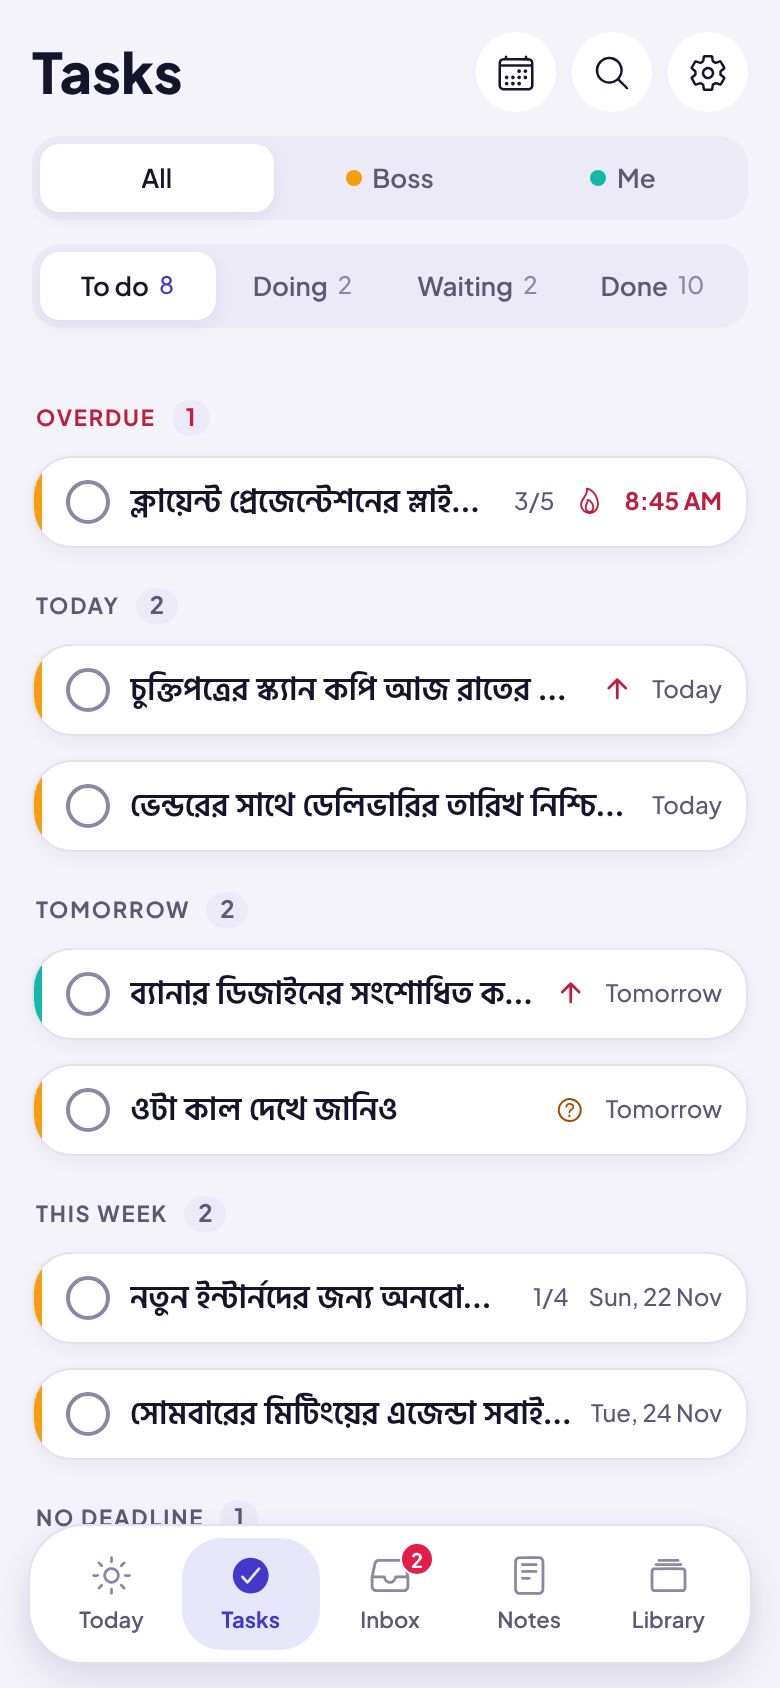 Tasks
All Boss Me
To do 8 Doing 2 Waiting 2 Done 10
OVERDUE 1
ক্লায়েন্ট প্রেজেন্টেশনের স্লাই... 3/5 8:45 AM
TODAY 2
চুক্তিপত্রের স্ক্যান কপি আজ রাতের ... Today
ভেন্ডরের সাথে ডেলিভারির তারিখ নিশ্চি... Today
TOMORROW 2
ব্যানার ডিজাইনের সংশোধিত ক... Tomorrow
ওটা কাল দেখে জানিও Tomorrow
THIS WEEK 2
নতুন ইন্টার্নদের জন্য অনবো... 1/4 Sun, 22 Nov
সোমবারের মিটিংয়ের এজেন্ডা সবাই... Tue, 24 Nov
NO DEADLINE 1
2
Today Tasks Inbox Notes Library